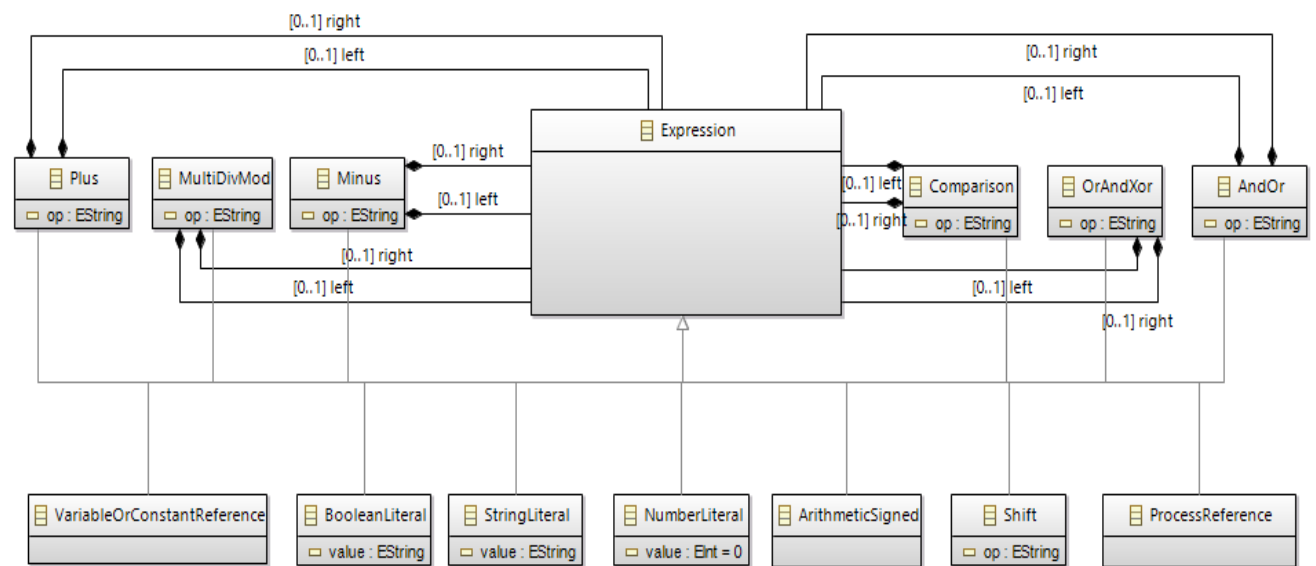 [0..1] right
[0..1] left
[0..1] right
[0..1] left
Expression
[0..1] right
[0..1] left
[0..1] left
[0..1] right
Plus
op : EString
MultiDivMod
op : EString
Minus
op : EString
Comparison
op : EString
OrAndXor
op : EString
AndOr
op : EString
[0..1] right
[0..1] left
[0..1] left
[0..1] right
VariableOrConstantReference
BooleanLiteral
value : EString
StringLiteral
value : EString
NumberLiteral
value : EInt = 0
ArithmeticSigned
Shift
op : EString
ProcessReference